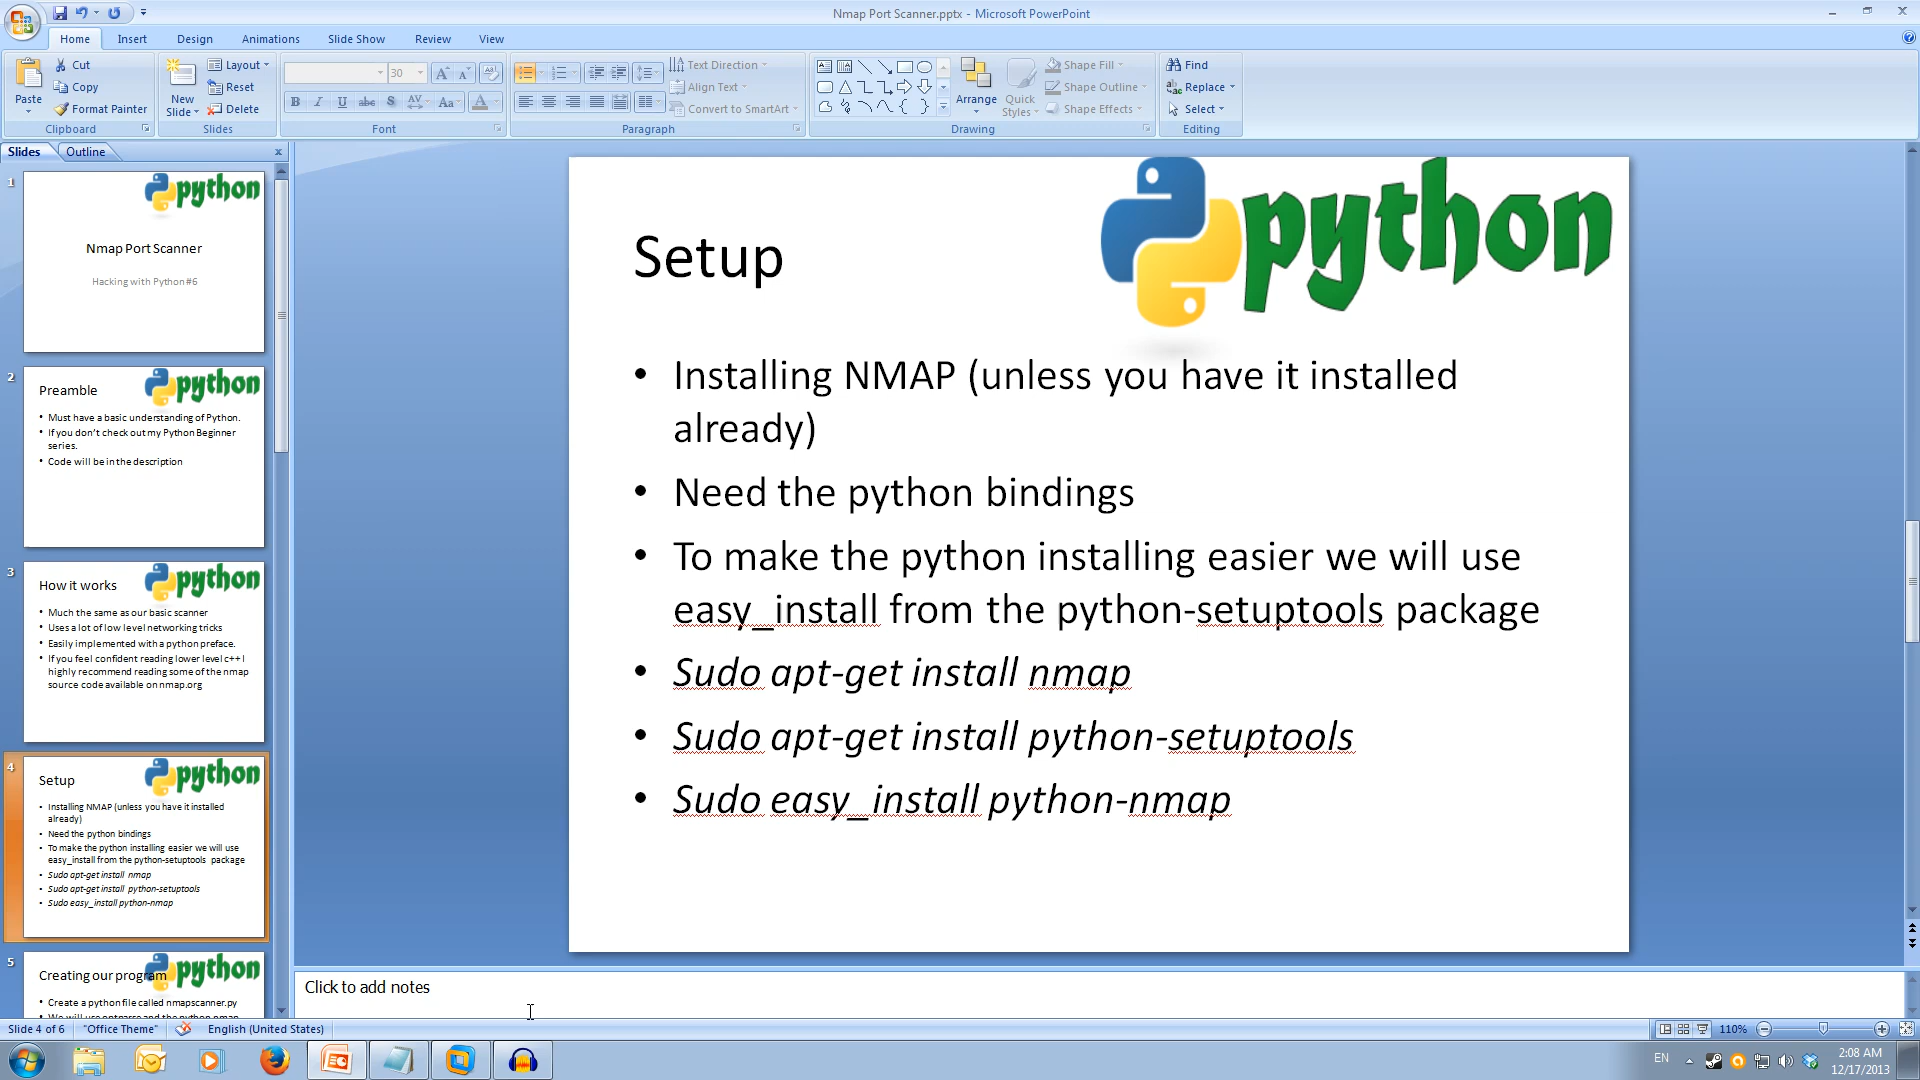 Nmap Port Scanner.pptx - Microsoft PowerPoint
Home Insert Design Animations Slide Show Review View
Paste
Cut
Copy
Format Painter
Clipboard
New Slide
Layout
Reset
Delete
Slides
30
Font
Text Direction
Align Text
Convert to SmartArt
Paragraph
Arrange
Quick Styles
Shape Fill
Shape Outline
Shape Effects
Drawing
Find
Replace
Select
Editing
Slides Outline
1
python
Nmap Port Scanner
Hacking with Python #6
2
python
Preamble
• Must have a basic understanding of Python.
• If you don't check out my Python Beginner
series.
• Code will be in the description
3
python
How it works
• Much the same as our basic scanner
• Uses a lot of low level networking tricks
• Easily implemented with a python preface.
• If you feel confident reading lower level c++ I
highly recommend reading some of the nmap
source code available on nmap.org
4
python
Setup
• Installing NMAP (unless you have it installed
already)
• Need the python bindings
• To make the python installing easier we will use
easy_install from the python-setuptools package
• Sudo apt-get install nmap
• Sudo apt-get install python-setuptools
• Sudo easy_install python-nmap
5
python
Creating our program
• Create a python file called nmapscanner.py
python
Setup
• Installing NMAP (unless you have it installed
already)
• Need the python bindings
• To make the python installing easier we will use
easy_install from the python-setuptools package
• Sudo apt-get install nmap
• Sudo apt-get install python-setuptools
• Sudo easy_install python-nmap
Click to add notes
Slide 4 of 6 "Office Theme" English (United States) 110%
EN
2:08 AM
12/17/2013